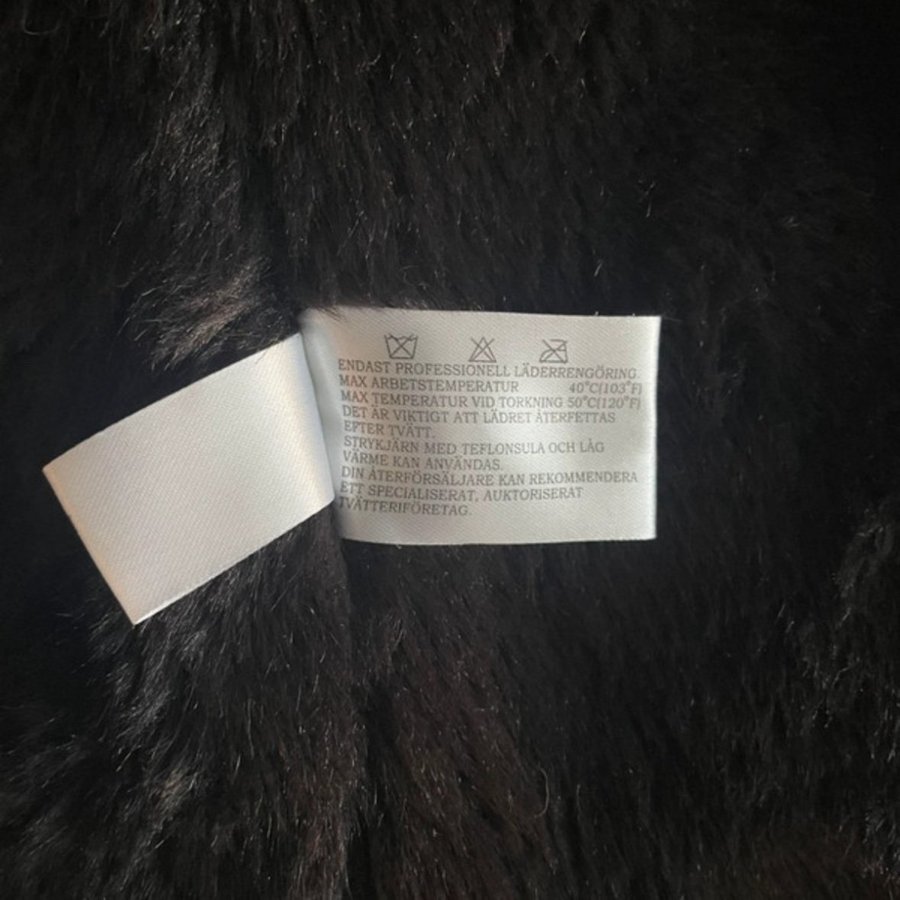 ENDAST PROFESSIONELL LÄDERRENGÖRING.
MAX ARBETSTEMPERATUR 40°C(103°F)
MAX TEMPERATUR VID TORKNING 50°C(120°F)
DET ÄR VIKTIGT ATT LÄDRET ÅTERFETTAS
EFTER TVÄTT.
STRYKJÄRN MED TEFLONSULA OCH LÅG
VÄRME KAN ANVÄNDAS.
DIN ÅTERFÖRSÄLJARE KAN REKOMMENDERA
ETT SPECIALISERAT, AUKTORISERAT
TVÄTTERIFÖRETAG.